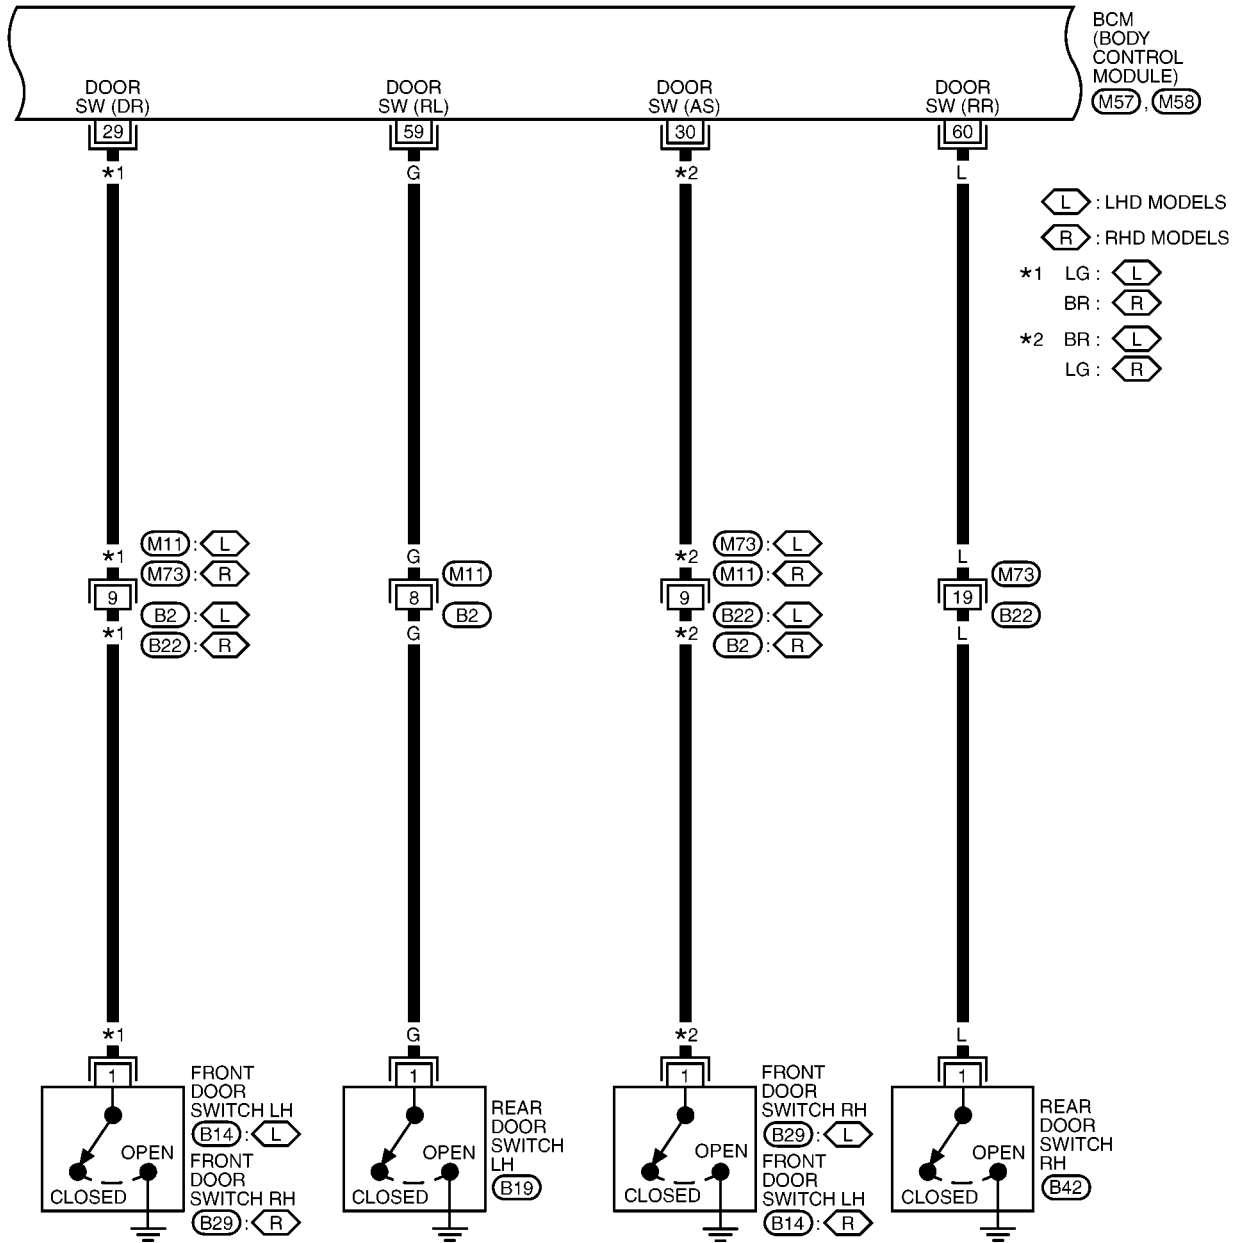 BCM
(BODY
CONTROL
MODULE)
M57 , M58
DOOR
SW (DR)
DOOR
SW (RL)
DOOR
SW (AS)
DOOR
SW (RR)
29
59
30
60
*1
G
*2
L
L : LHD MODELS
R : RHD MODELS
*1 LG : L
BR : R
*2 BR : L
LG : R
*1
M11 : L
M73 : R
9
B2 : L
B22 : R
*1
G
M11
8
B2
G
*2
M73 : L
M11 : R
9
B22 : L
B2 : R
*2
L
M73
19
B22
L
*1
G
*2
L
1
FRONT
DOOR
SWITCH LH
B14 : L
FRONT
DOOR
SWITCH RH
B29 : R
OPEN
CLOSED
1
REAR
DOOR
SWITCH
LH
B19
OPEN
CLOSED
1
FRONT
DOOR
SWITCH RH
B29 : L
FRONT
DOOR
SWITCH LH
B14 : R
OPEN
CLOSED
1
REAR
DOOR
SWITCH
RH
B42
OPEN
CLOSED